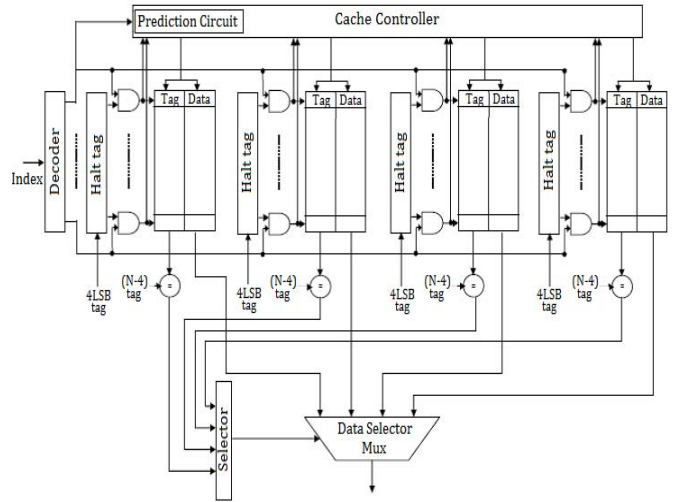 Prediction Circuit
Cache Controller
Tag Data
Tag Data
Tag Data
Tag Data
Index
Decoder
Halt tag
Halt tag
Halt tag
Halt tag
4LSB
tag
(N-4)
tag
=
4LSB
tag
(N-4)
tag
=
4LSB
tag
(N-4)
tag
=
4LSB
tag
(N-4)
tag
=
Selector
Data Selector
Mux